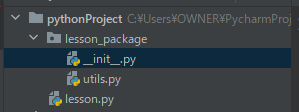 pythonProject C:¥Users¥OWNER¥PycharmProj
lesson_package
__init__.py
utils.py
lesson.py